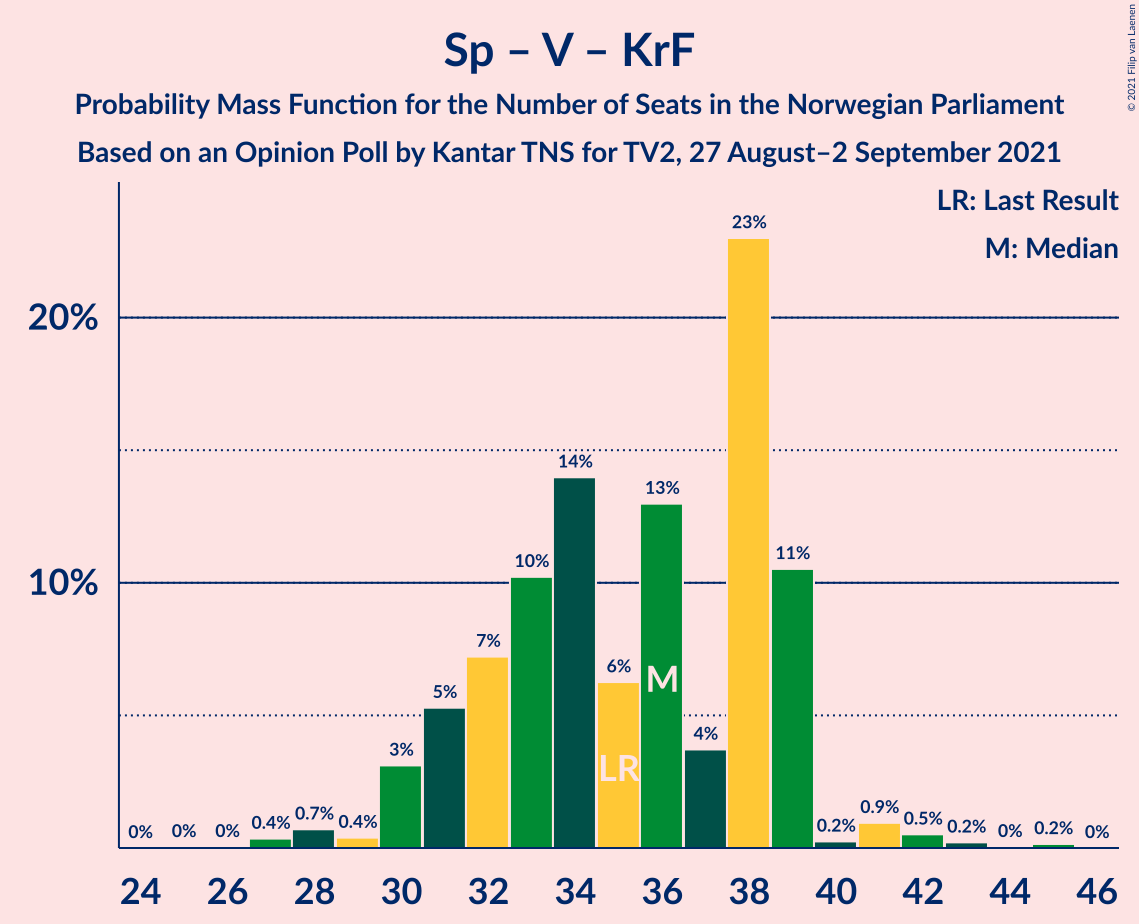 Sp – V – KrF
Probability Mass Function for the Number of Seats in the Norwegian Parliament
Based on an Opinion Poll by Kantar TNS for TV2, 27 August–2 September 2021
© 2021 Filip van Laenen
LR: Last Result
M: Median
20%
10%
0%
0%
0%
0.4%
0.7%
0.4%
3%
5%
7%
10%
14%
6%
13%
4%
23%
11%
0.2%
0.9%
0.5%
0.2%
0%
0.2%
0%
LR
M
24 26 28 30 32 34 36 38 40 42 44 46